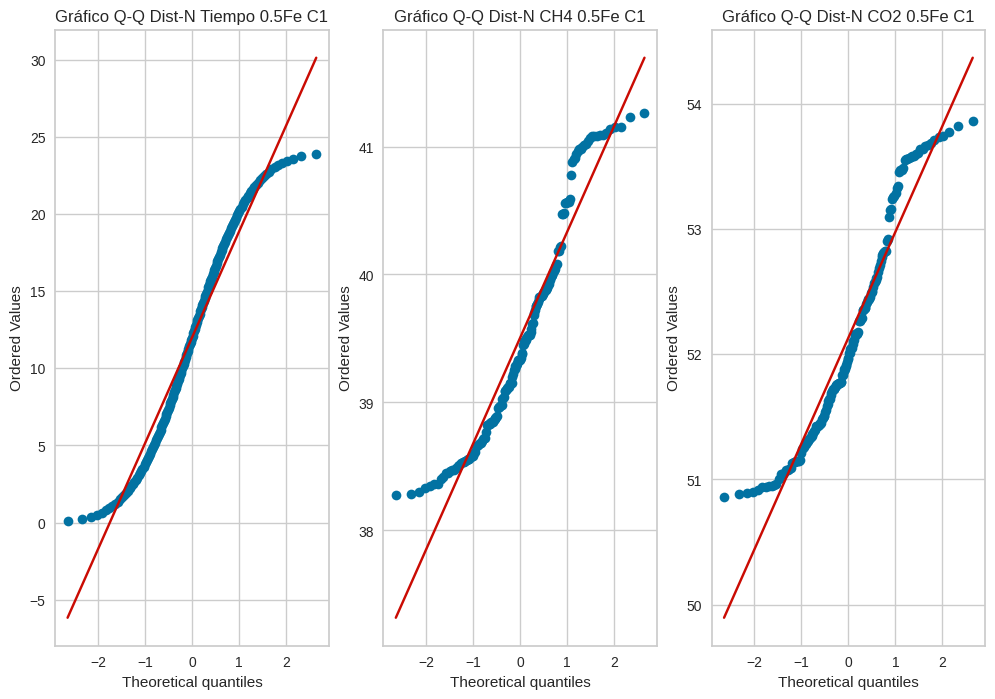 Gráfico Q-Q Dist-N Tiempo 0.5Fe C1
30
25
20
15
10
5
0
−5
Ordered Values
−2 −1 0 1 2
Theoretical quantiles
Gráfico Q-Q Dist-N CH4 0.5Fe C1
41
40
39
38
Ordered Values
−2 −1 0 1 2
Theoretical quantiles
Gráfico Q-Q Dist-N CO2 0.5Fe C1
54
53
52
51
50
Ordered Values
−2 −1 0 1 2
Theoretical quantiles